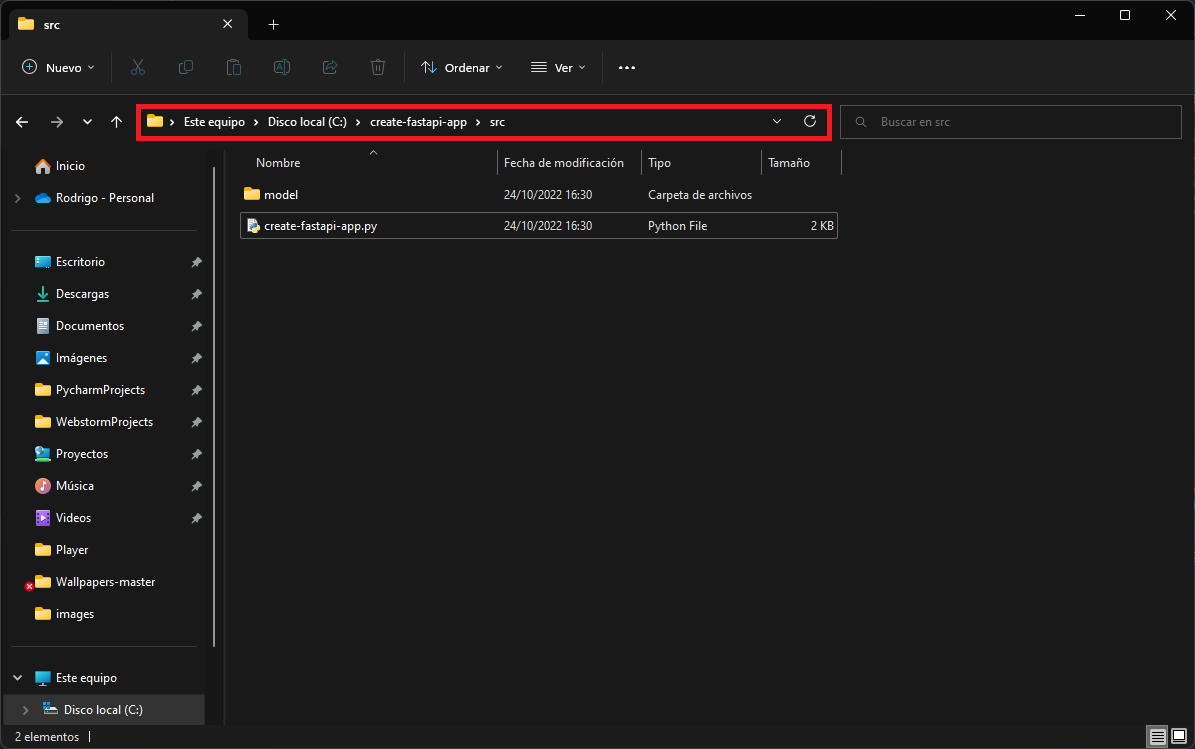 src
Nuevo
Ordenar
Ver
Este equipo > Disco local (C:) > create-fastapi-app > src
Buscar en src
Nombre Fecha de modificación Tipo Tamaño
model 24/10/2022 16:30 Carpeta de archivos
create-fastapi-app.py 24/10/2022 16:30 Python File 2 KB
Inicio
Rodrigo - Personal
Escritorio
Descargas
Documentos
Imágenes
PycharmProjects
WebstormProjects
Proyectos
Música
Videos
Player
Wallpapers-master
images
Este equipo
Disco local (C:)
2 elementos